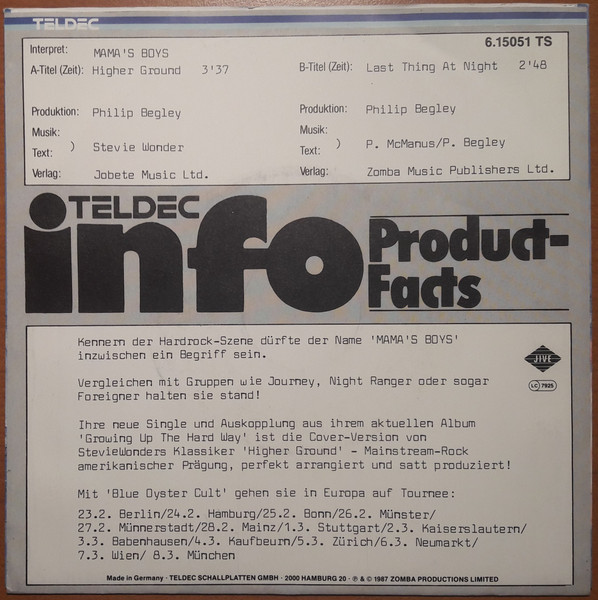 TELDEC
6.15051 TS
Interpret: MAMA'S BOYS
A-Titel (Zeit): Higher Ground 3'37 B-Titel (Zeit): Last Thing At Night 2'48
Produktion: Philip Begley Produktion: Philip Begley
Musik: Musik:
Text: ) Stevie Wonder Text: ) P. McManus/P. Begley
Verlag: Jobete Music Ltd. Verlag: Zomba Music Publishers Ltd.
TELDEC
info Product-
Facts
Kennern der Hardrock-Szene dürfte der Name 'MAMA'S BOYS'
inzwischen ein Begriff sein.
JIVE
LC 7925
Vergleichen mit Gruppen wie Journey, Night Ranger oder sogar
Foreigner halten sie stand!
Ihre neue Single und Auskopplung aus ihrem aktuellen Album
'Growing Up The Hard Way' ist die Cover-Version von
StevieWonders Klassiker 'Higher Ground' - Mainstream-Rock
amerikanischer Prägung, perfekt arrangiert und satt produziert!
Mit 'Blue Oyster Cult' gehen sie in Europa auf Tournee:
23.2. Berlin/24.2. Hamburg/25.2. Bonn/26.2. Münster/
27.2. Münnerstadt/28.2. Mainz/1.3. Stuttgart/2.3. Kaiserslautern/
3.3. Babenhausen/4.3. Kaufbeurn/5.3. Zürich/6.3. Neumarkt/
7.3. Wien/ 8.3. München
Made in Germany · TELDEC SCHALLPLATTEN GMBH · 2000 HAMBURG 20 · ℗ & © 1987 ZOMBA PRODUCTIONS LIMITED